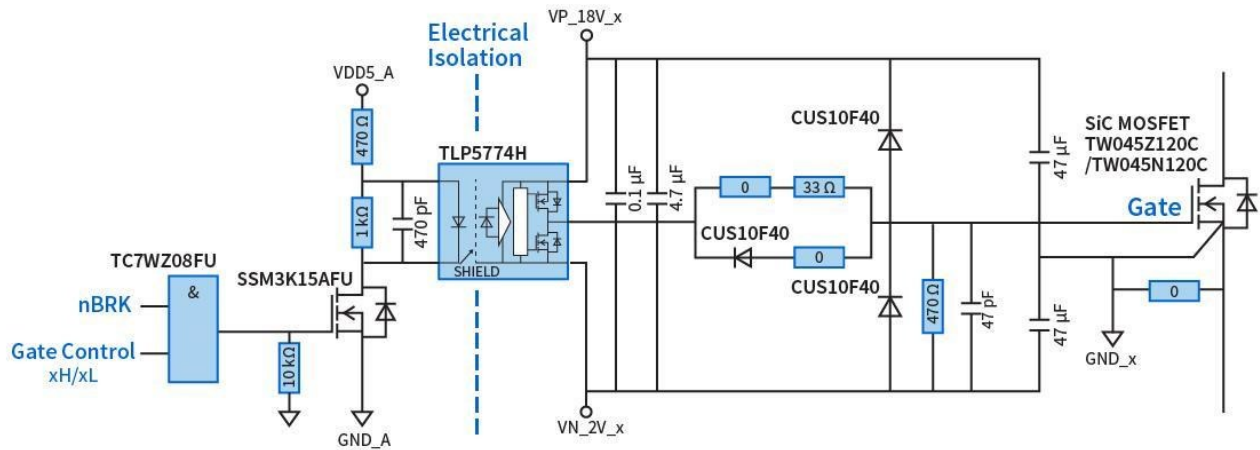 VP_18V_x
Electrical
Isolation
VDD5_A
470 Ω
TLP5774H
CUS10F40
SiC MOSFET
TW045Z120C
/TW045N120C
47 µF
0.1 µF
4.7 µF
0
33 Ω
1 kΩ
470 pF
Gate
CUS10F40
0
TC7WZ08FU
SSM3K15AFU
SHIELD
CUS10F40
&
nBRK
470 Ω
47 pF
47 µF
0
Gate Control
xH/xL
10 kΩ
GND_x
GND_A
VN_2V_x